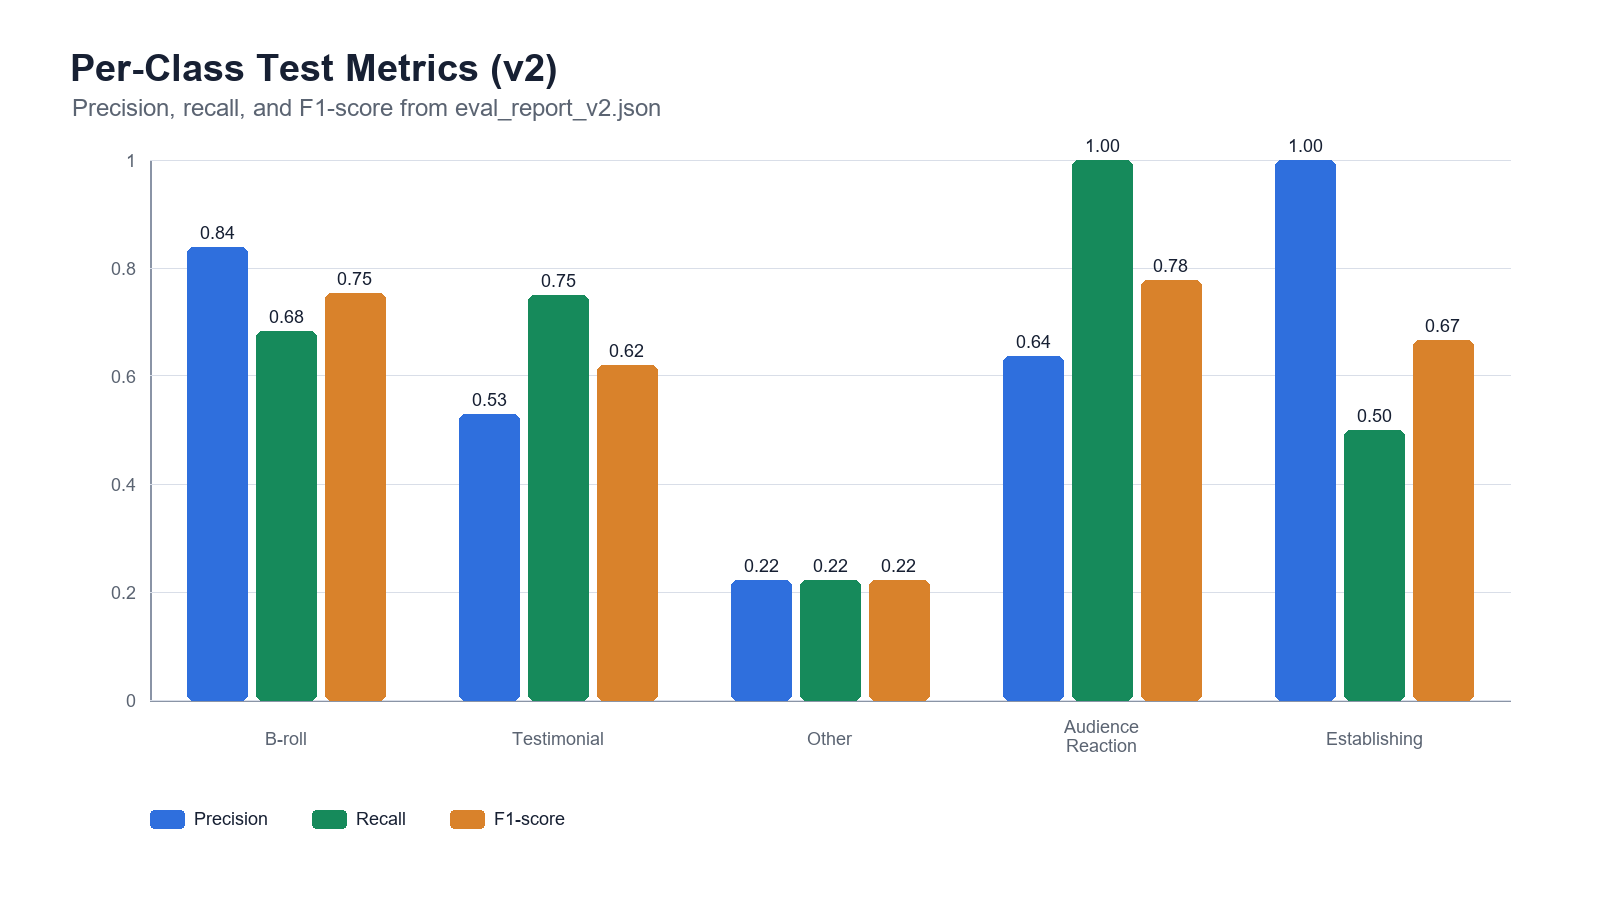 Per-Class Test Metrics (v2)
Precision, recall, and F1-score from eval_report_v2.json
1
0.8
0.6
0.4
0.2
0
0.84
0.68
0.75
0.53
0.75
0.62
0.22
0.22
0.22
0.64
1.00
0.78
1.00
0.50
0.67
B-roll
Testimonial
Other
Audience
Reaction
Establishing
Precision
Recall
F1-score